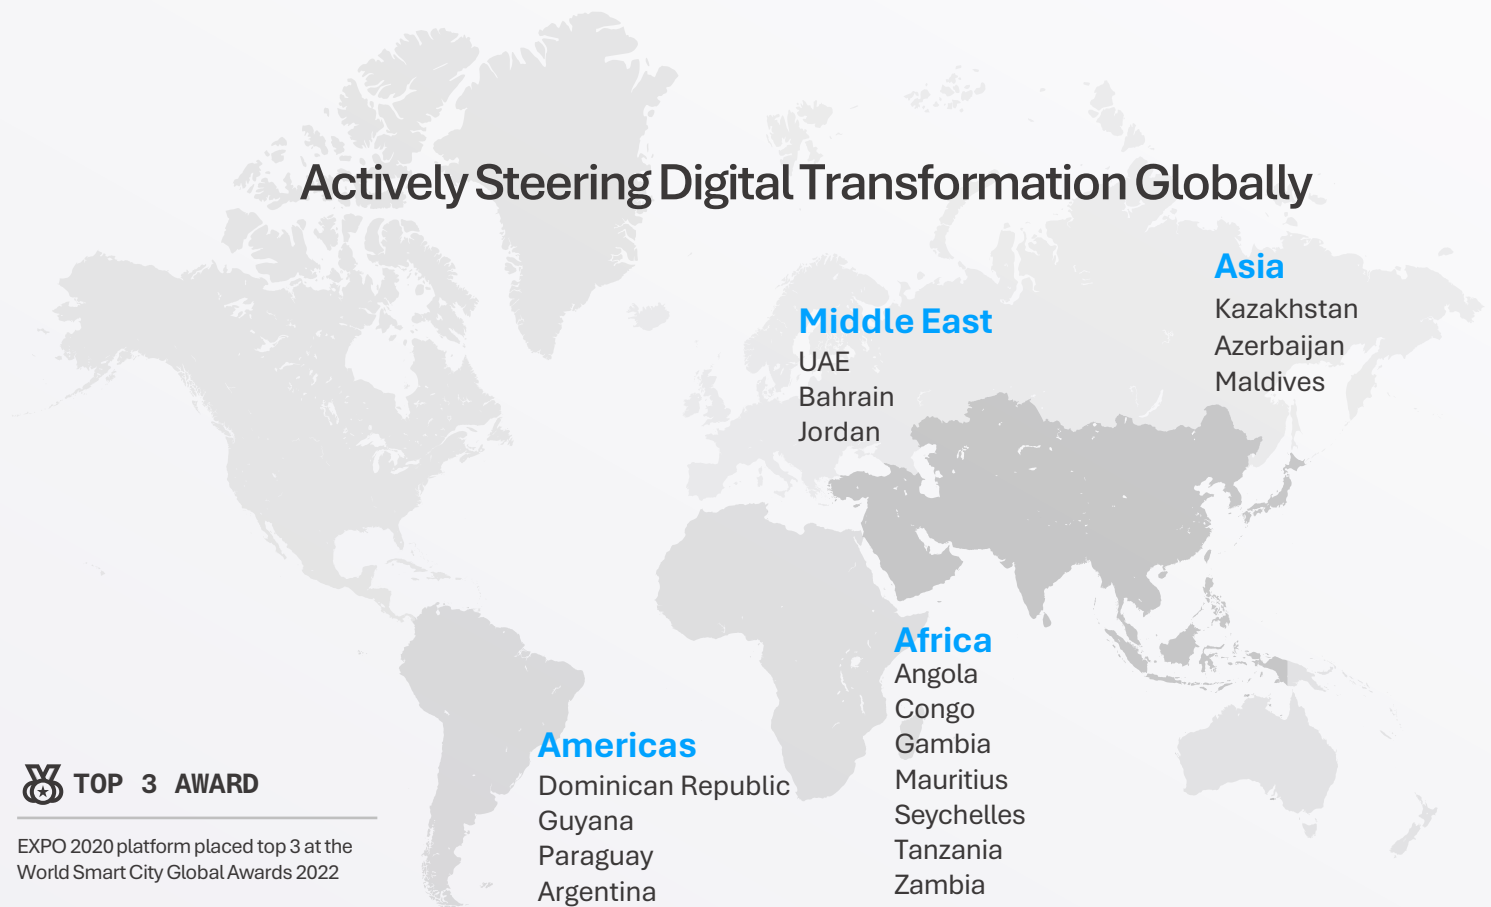 Actively Steering Digital Transformation Globally
Middle East
UAE
Bahrain
Jordan
Asia
Kazakhstan
Azerbaijan
Maldives
Africa
Angola
Congo
Gambia
Mauritius
Seychelles
Tanzania
Zambia
Americas
Dominican Republic
Guyana
Paraguay
Argentina
TOP 3 AWARD
EXPO 2020 platform placed top 3 at the
World Smart City Global Awards 2022